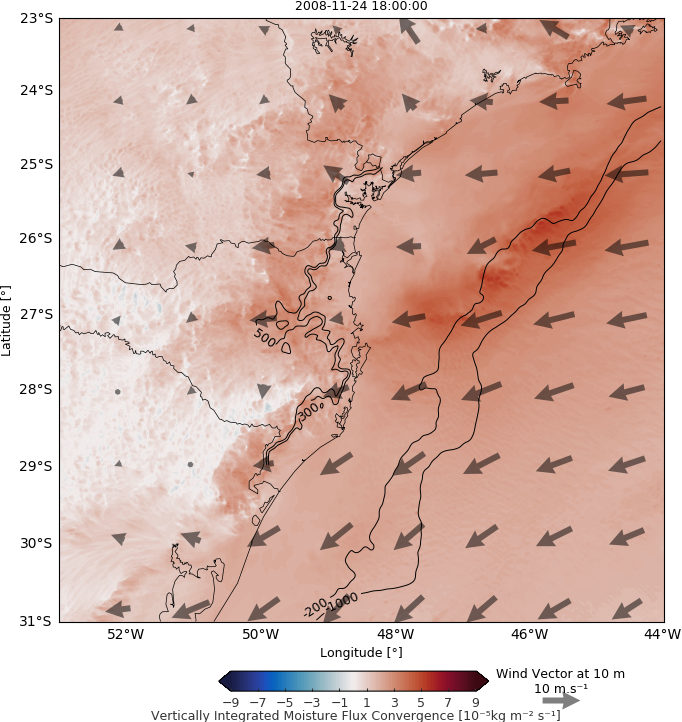 2008-11-24 18:00:00
23°S
24°S
25°S
26°S
27°S
28°S
29°S
30°S
31°S
Latitude [°]
500
300
-200
-1000
52°W 50°W 48°W 46°W 44°W
Longitude [°]
Wind Vector at 10 m
10 m.s⁻¹
−9 −7 −5 −3 −1 1 3 5 7 9
Vertically Integrated Moisture Flux Convergence [10⁻⁵kg m⁻² s⁻¹]